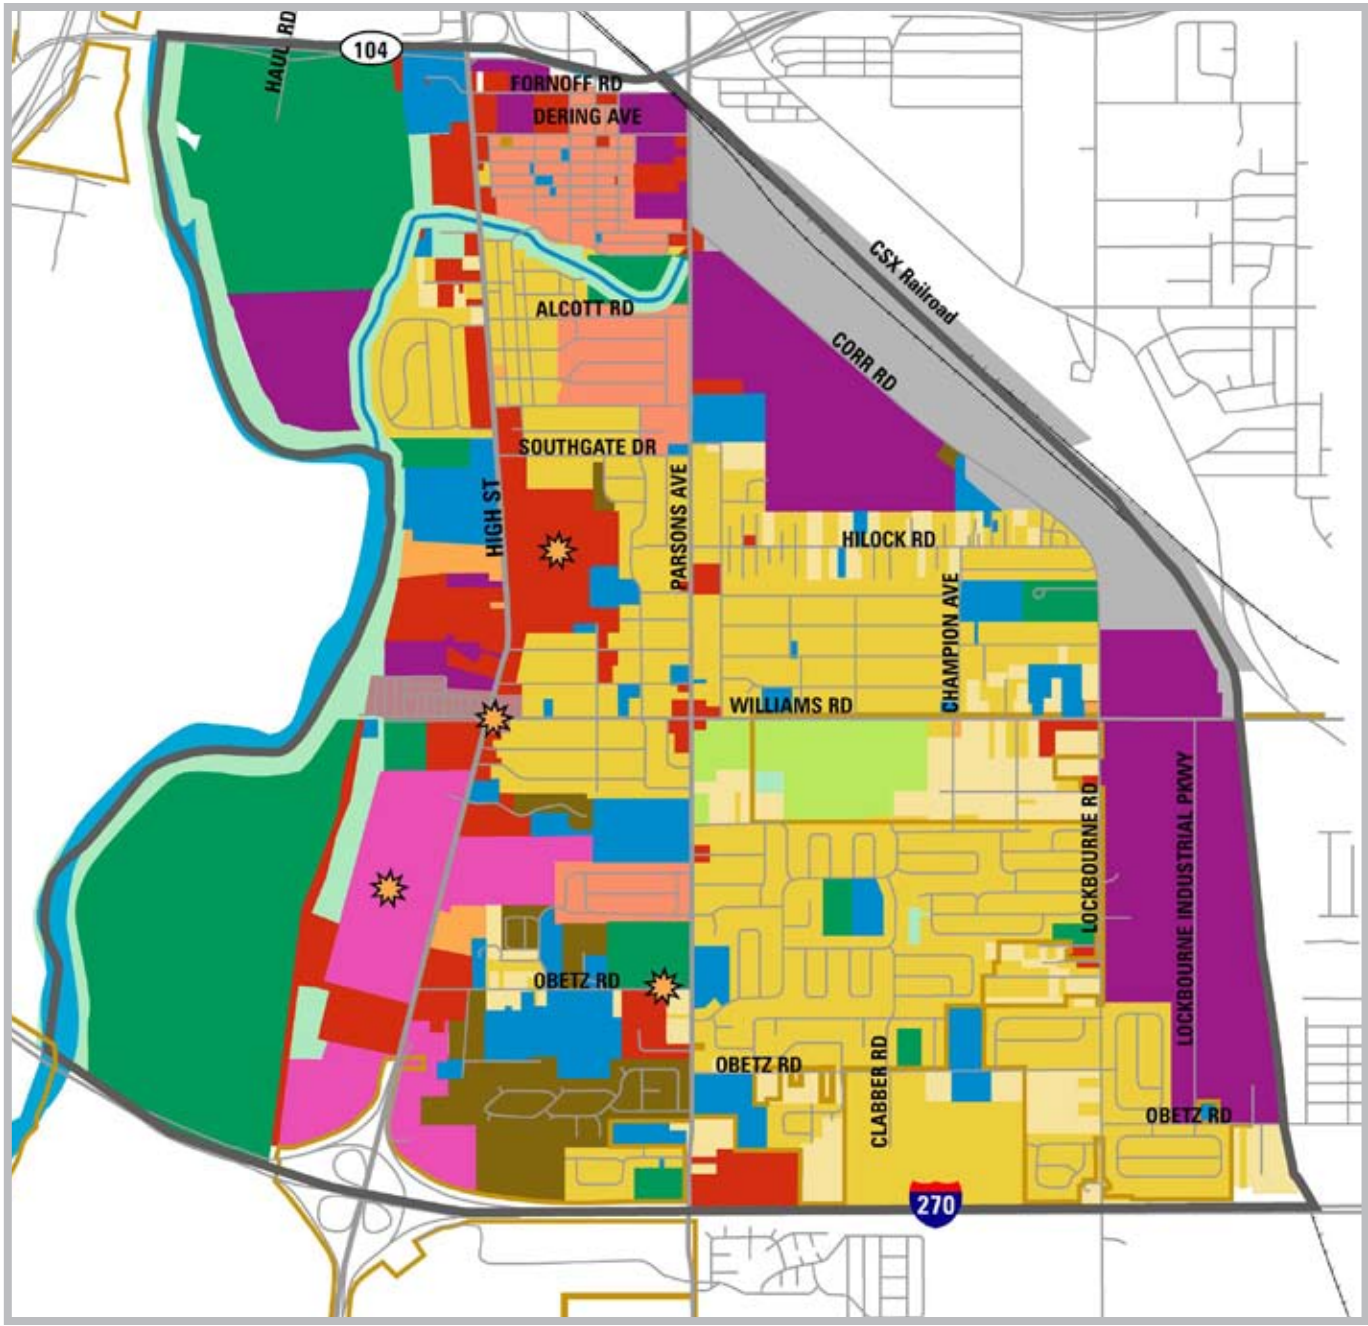 HAUL RD
104
FORNOFF RD
DERING AVE
CSX Railroad
ALCOTT RD
CORR RD
SOUTHGATE DR
HIGH ST
PARSONS AVE
HILOCK RD
CHAMPION AVE
WILLIAMS RD
LOCKBOURNE RD
LOCKBOURNE INDUSTRIAL PKWY
OBETZ RD
OBETZ RD
CLABBER RD
OBETZ RD
270